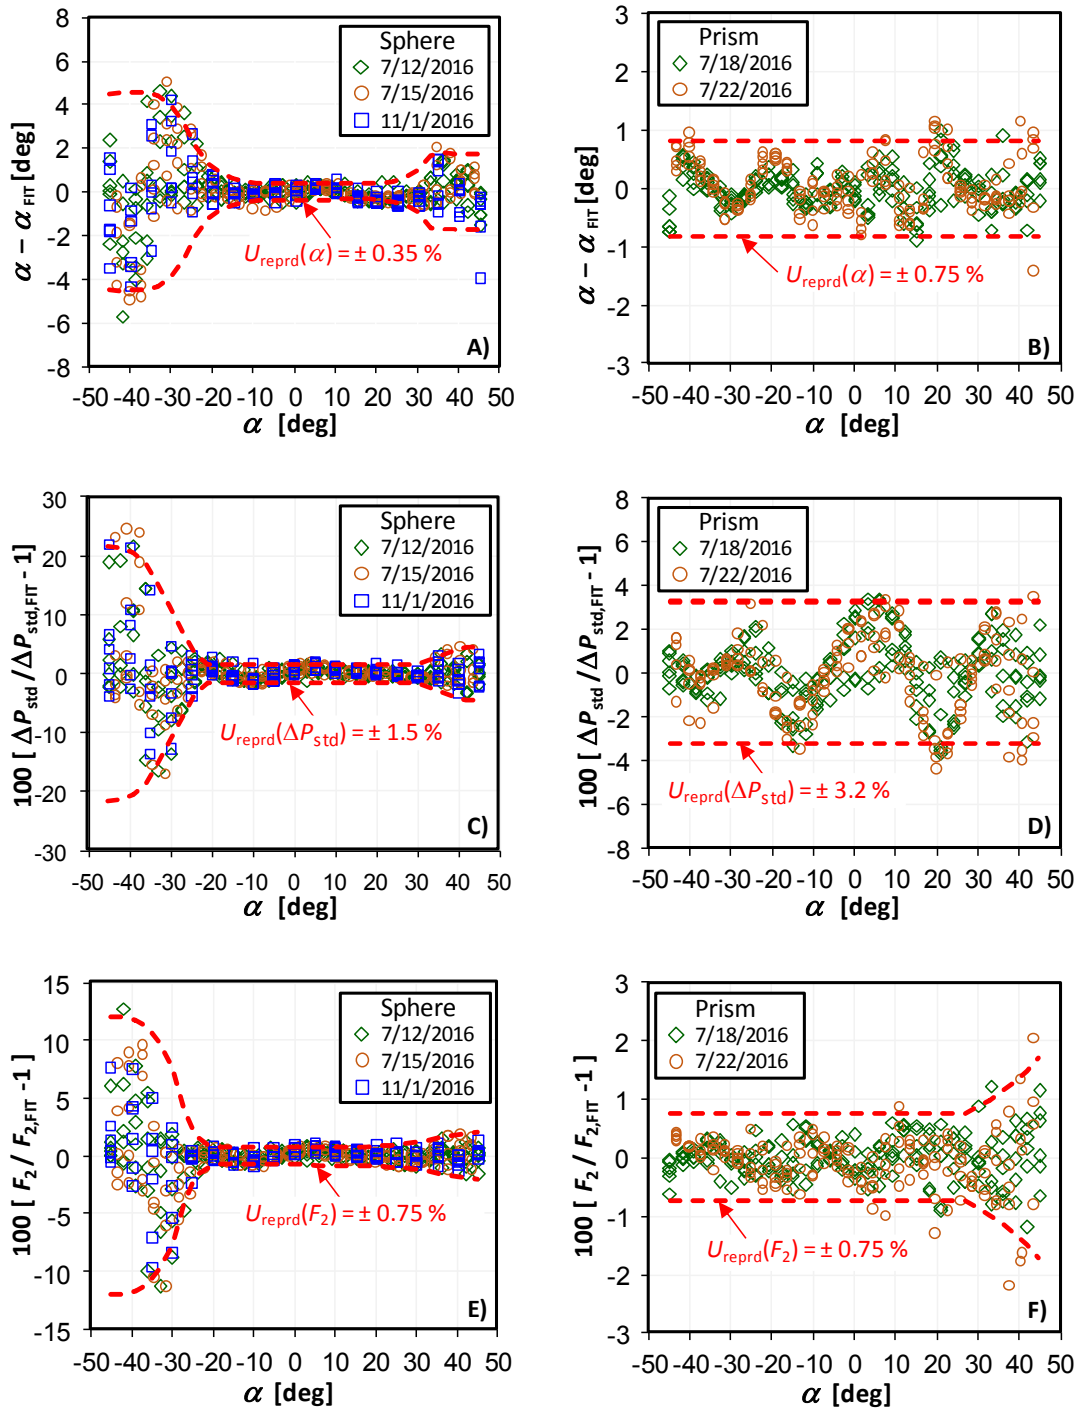 8
6
4
2
0
-2
-4
-6
-8
-50 -40 -30 -20 -10 0 10 20 30 40 50
α − α FIT [deg]
α [deg]
Sphere
7/12/2016
7/15/2016
11/1/2016
Ureprd(α) = ± 0.35 %
A)
3
2
1
0
-1
-2
-3
-50 -40 -30 -20 -10 0 10 20 30 40 50
α − α FIT [deg]
α [deg]
Prism
7/18/2016
7/22/2016
Ureprd(α) = ± 0.75 %
B)
30
20
10
0
-10
-20
-30
-50 -40 -30 -20 -10 0 10 20 30 40 50
100 [ ΔPstd / ΔPstd,FIT - 1]
α [deg]
Sphere
7/12/2016
7/15/2016
11/1/2016
Ureprd(ΔPstd) = ± 1.5 %
C)
8
6
4
2
0
-2
-4
-6
-8
-50 -40 -30 -20 -10 0 10 20 30 40 50
100 [ ΔPstd / ΔPstd,FIT - 1]
α [deg]
Prism
7/18/2016
7/22/2016
Ureprd(ΔPstd) = ± 3.2 %
D)
15
10
5
0
-5
-10
-15
-50 -40 -30 -20 -10 0 10 20 30 40 50
100 [ F2 / F2,FIT - 1]
α [deg]
Sphere
7/12/2016
7/15/2016
11/1/2016
Ureprd(F2) = ± 0.75 %
E)
3
2
1
0
-1
-2
-3
-50 -40 -30 -20 -10 0 10 20 30 40 50
100 [ F2 / F2,FIT - 1]
α [deg]
Prism
7/18/2016
7/22/2016
Ureprd(F2) = ± 0.75 %
F)